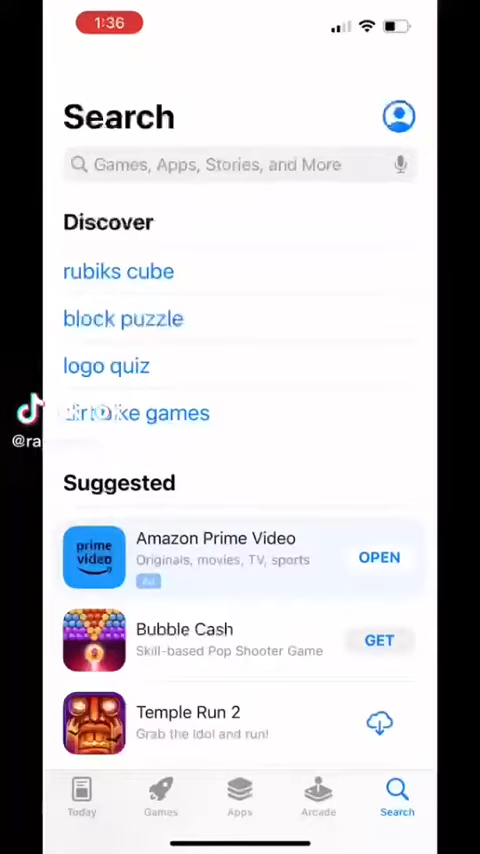 1:36
Search
Games, Apps, Stories, and More
Discover
rubiks cube
block puzzle
logo quiz
games
@ra
Suggested
Amazon Prime Video
Originals, movies, TV, sports
OPEN
Ad
prime video
Bubble Cash
Skill-based Pop Shooter Game
GET
Temple Run 2
Grab the Idol and run!
Today
Games
Apps
Arcade
Search